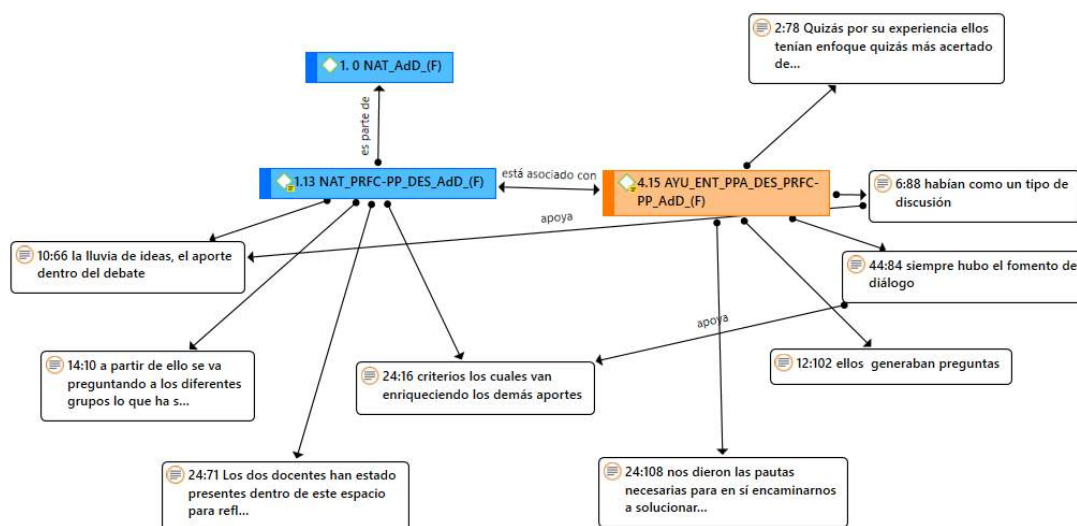 2:78 Quizás por su experiencia ellos
tenían enfoque quizás más acertado
de...
1. 0 NAT_AdD_(F)
es parte de
1.13 NAT_PRFC-PP_DES_AdD_(F)
está asociado con
4.15 AYU_ENT_PPA_DES_PRFC-
PP_AdD_(F)
6:88 habían como un tipo de
discusión
apoya
10:66 la lluvia de ideas, el aporte
dentro del debate
44:84 siempre hubo el fomento de
diálogo
apoya
14:10 a partir de ello se va
preguntando a los diferentes
grupos lo que ha s...
24:16 criterios los cuales van
enriqueciendo los demás aportes
12:102 ellos generaban preguntas
24:71 Los dos docentes han estado
presentes dentro de este espacio
para refl...
24:108 nos dieron las pautas
necesarias para en sí encaminarnos
a solucionar...